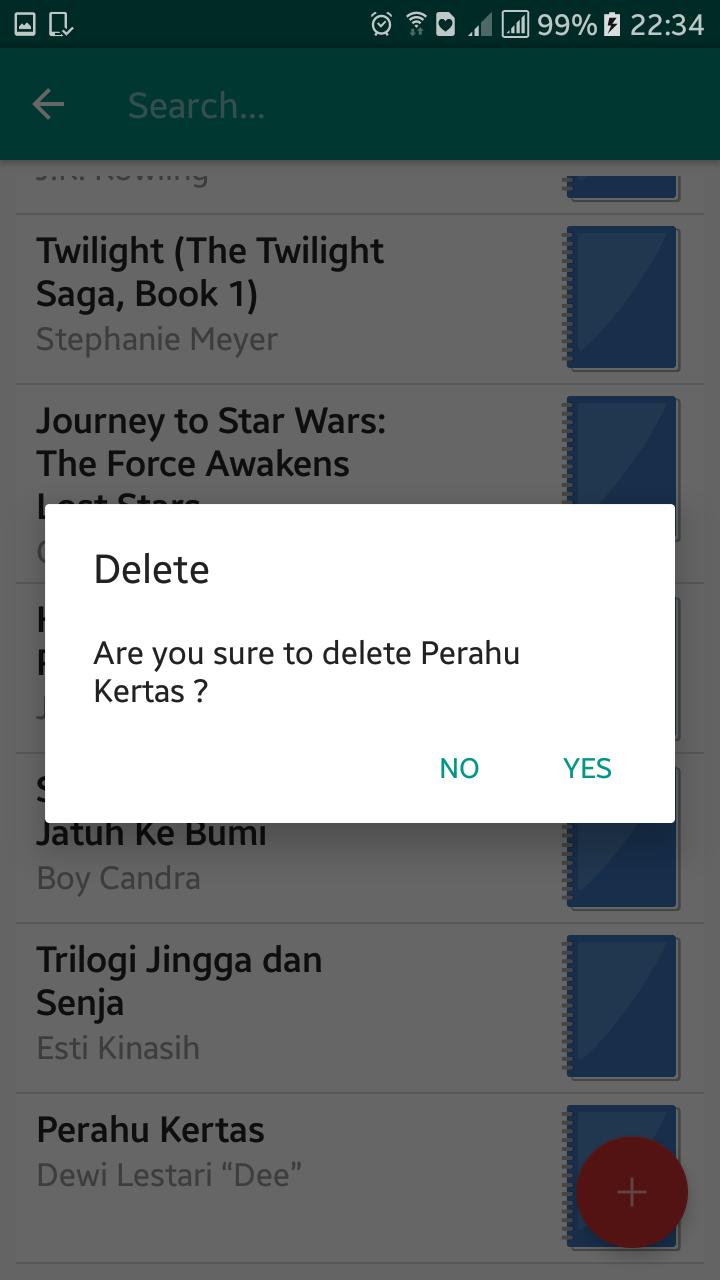 99% 22:34
Search...
J.K. Rowling
Twilight (The Twilight
Saga, Book 1)
Stephanie Meyer
Journey to Star Wars:
The Force Awakens
Lost Stars
Delete
Are you sure to delete Perahu
Kertas ?
NO YES
Jatuh Ke Bumi
Boy Candra
Trilogi Jingga dan
Senja
Esti Kinasih
Perahu Kertas
Dewi Lestari “Dee”